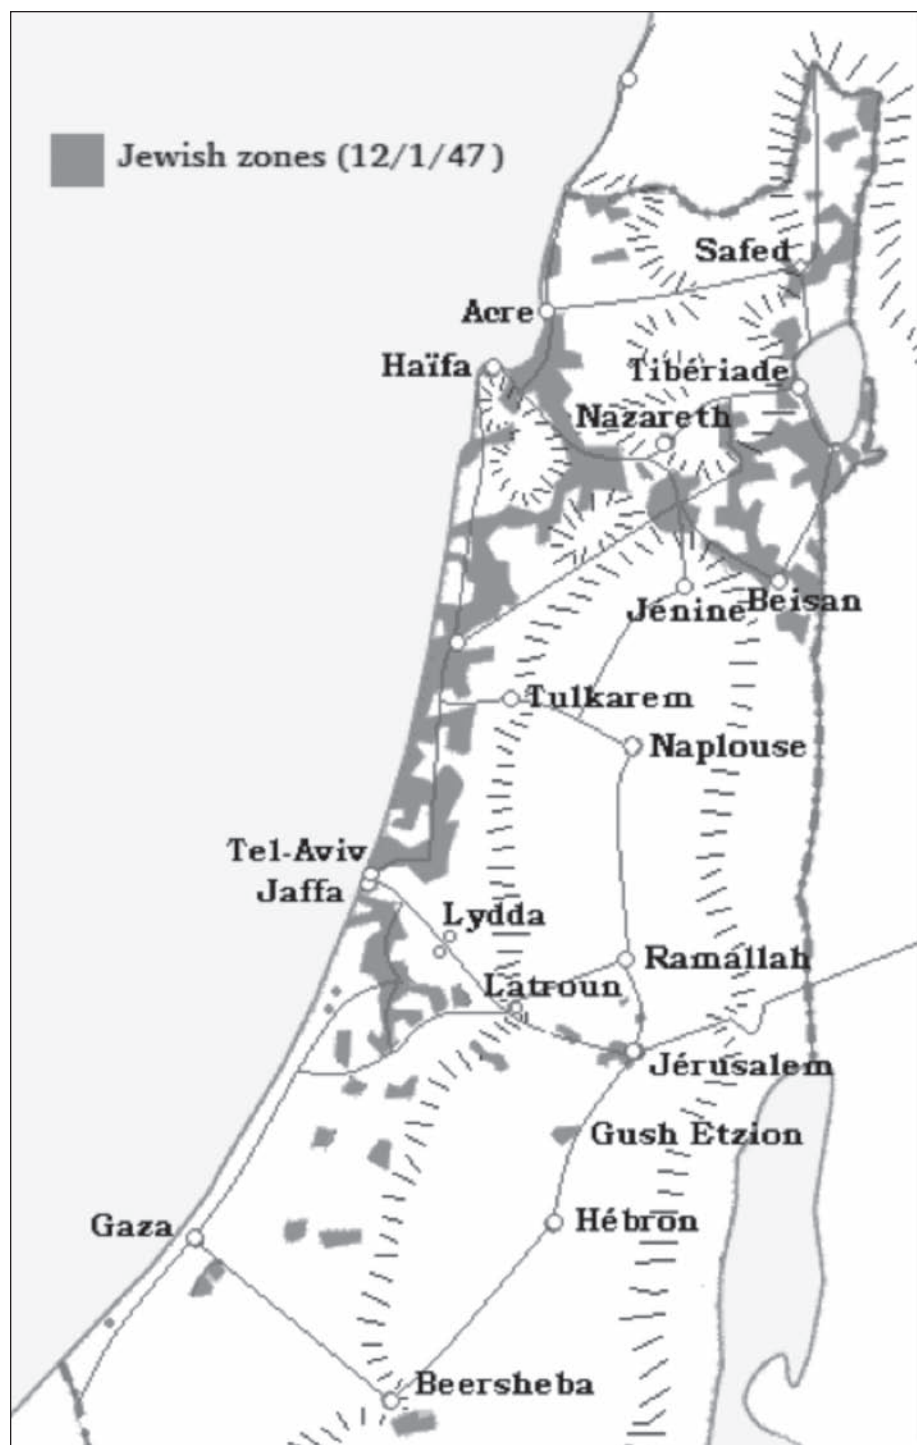 Jewish zones (12/1/47)
Safed
Acre
Haïfa
Tibériade
Nazareth
Jénine
Beisan
Tulkarem
Naplouse
Tel-Aviv
Jaffa
Lydda
Ramallah
Latroun
Jérusalem
Gush Etzion
Hébron
Gaza
Beersheba